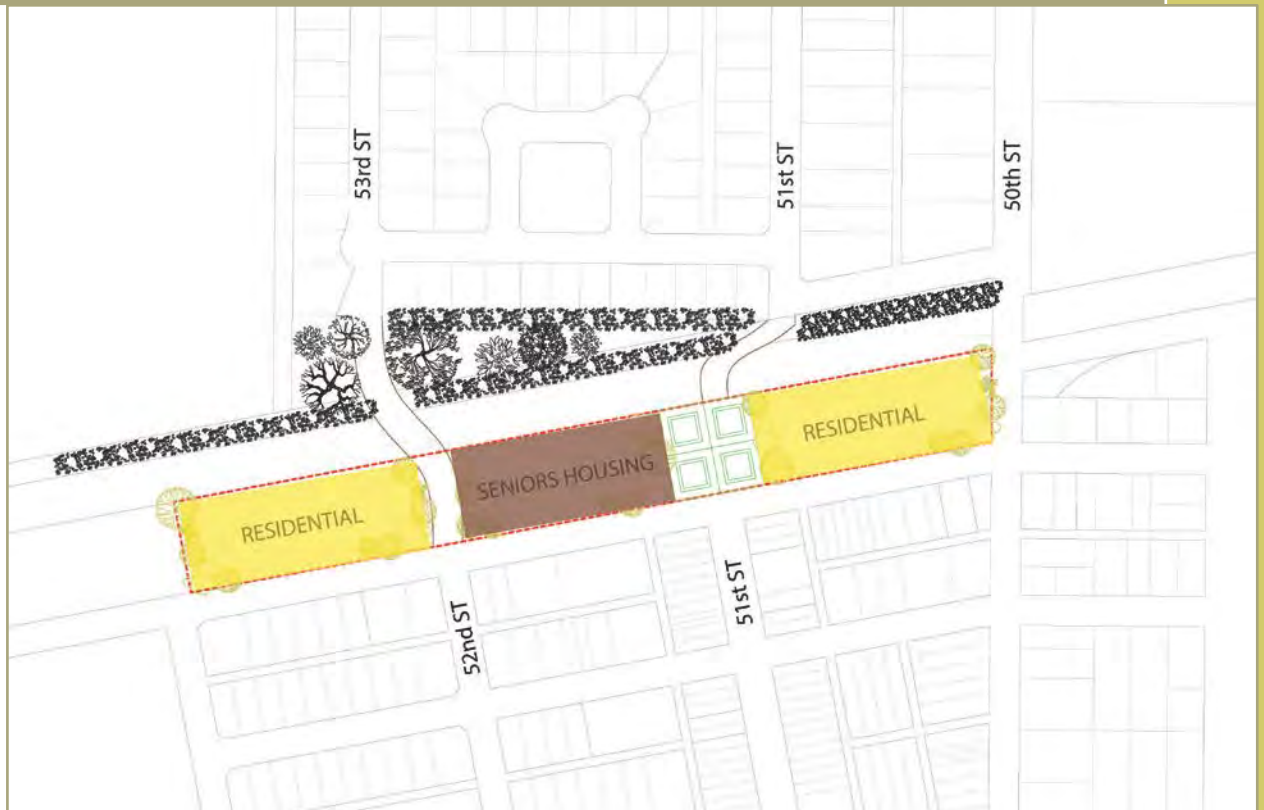 53rd ST
51st ST
50th ST
RESIDENTIAL
SENIORS HOUSING
RESIDENTIAL
52nd ST
51st ST